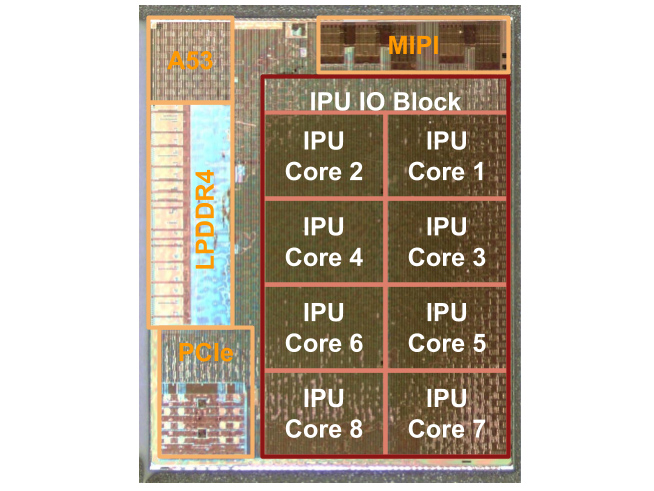 A53
MIPI
IPU IO Block
IPU
Core 2
IPU
Core 1
LPDDR4
IPU
Core 4
IPU
Core 3
IPU
Core 6
IPU
Core 5
PCIe
IPU
Core 8
IPU
Core 7